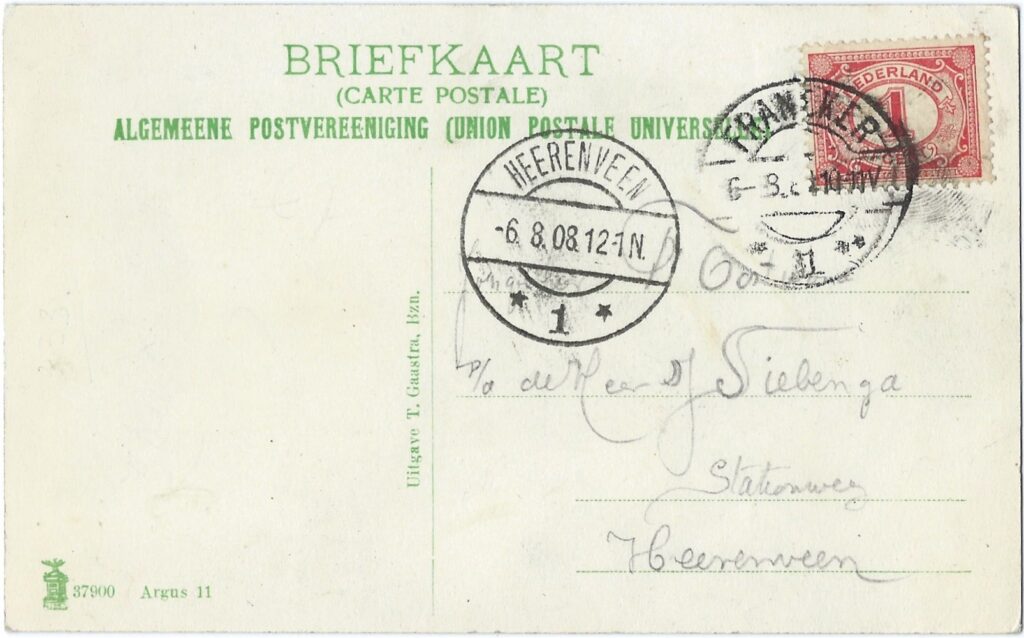 BRIEFKAART
(CARTE POSTALE)
ALGEMEENE POSTVEREENIGING (UNION POSTALE UNIVERSELLE)
NEDERLAND
1
FRANEKER
HEERENVEEN
-6.8.08.12-1N.
1
p/a de Heer J Siebenga
Stationweg
Heerenveen
Uitgave T. Gaastra, Bzn.
37900 Argus 11